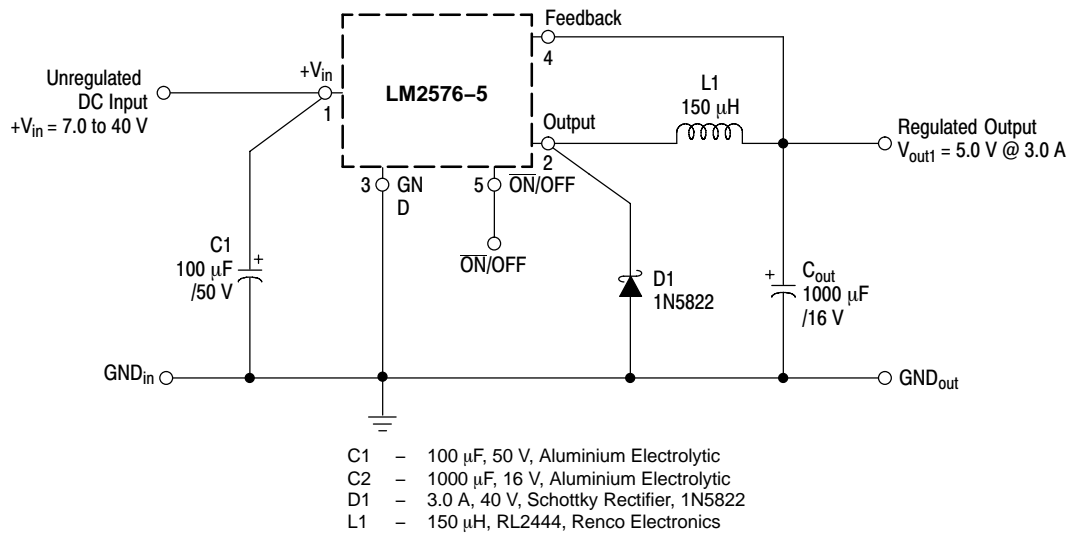 Feedback
4
Unregulated
DC Input
+Vin = 7.0 to 40 V
+Vin
1
LM2576−5
L1
150 μH
Output
2
Regulated Output
Vout1 = 5.0 V @ 3.0 A
3
GN
D
5
ON/OFF
ON/OFF
C1
100 μF
/50 V
+
D1
1N5822
+
Cout
1000 μF
/16 V
GNDin
GNDout
C1 – 100 μF, 50 V, Aluminium Electrolytic
C2 – 1000 μF, 16 V, Aluminium Electrolytic
D1 – 3.0 A, 40 V, Schottky Rectifier, 1N5822
L1 – 150 μH, RL2444, Renco Electronics